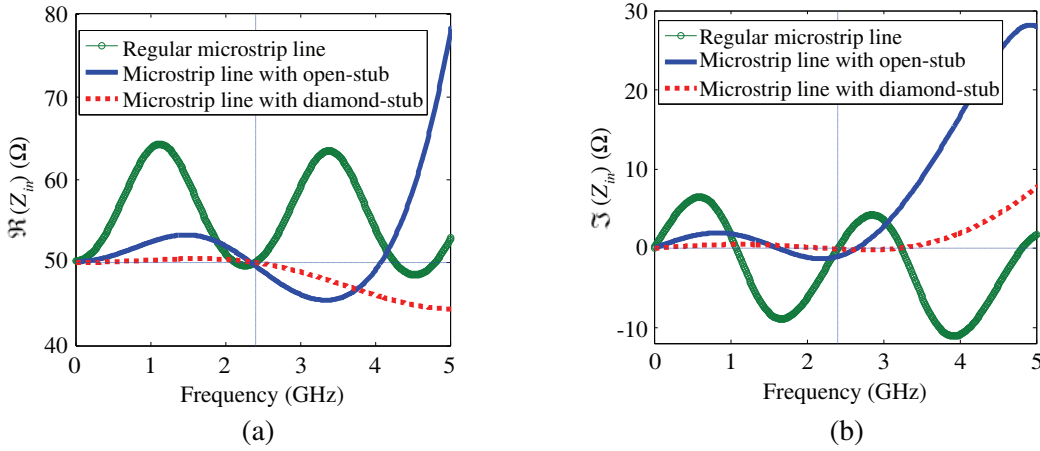 80
70
60
50
40
ℜ(Z_in) (Ω)
Regular microstrip line
Microstrip line with open-stub
Microstrip line with diamond-stub
0 1 2 3 4 5
Frequency (GHz)
(a)
30
20
10
0
-10
ℑ(Z_in) (Ω)
Regular microstrip line
Microstrip line with open-stub
Microstrip line with diamond-stub
0 1 2 3 4 5
Frequency (GHz)
(b)